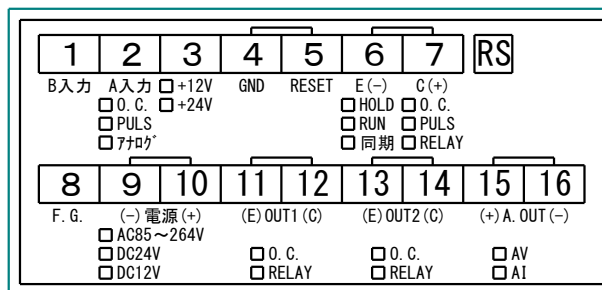 1 2 3 4 5 6 7 RS
B入力 A入力 □+12V GND RESET E(-) C(+)
□O.C. □+24V □HOLD □O.C.
□PULS □RUN □PULS
□アナログ □同期 □RELAY
8 9 10 11 12 13 14 15 16
F.G. (-)電源(+) (E)OUT1(C) (E)OUT2(C) (+)A.OUT(-)
□AC85～264V
□DC24V □O.C. □O.C. □AV
□DC12V □RELAY □RELAY □AI